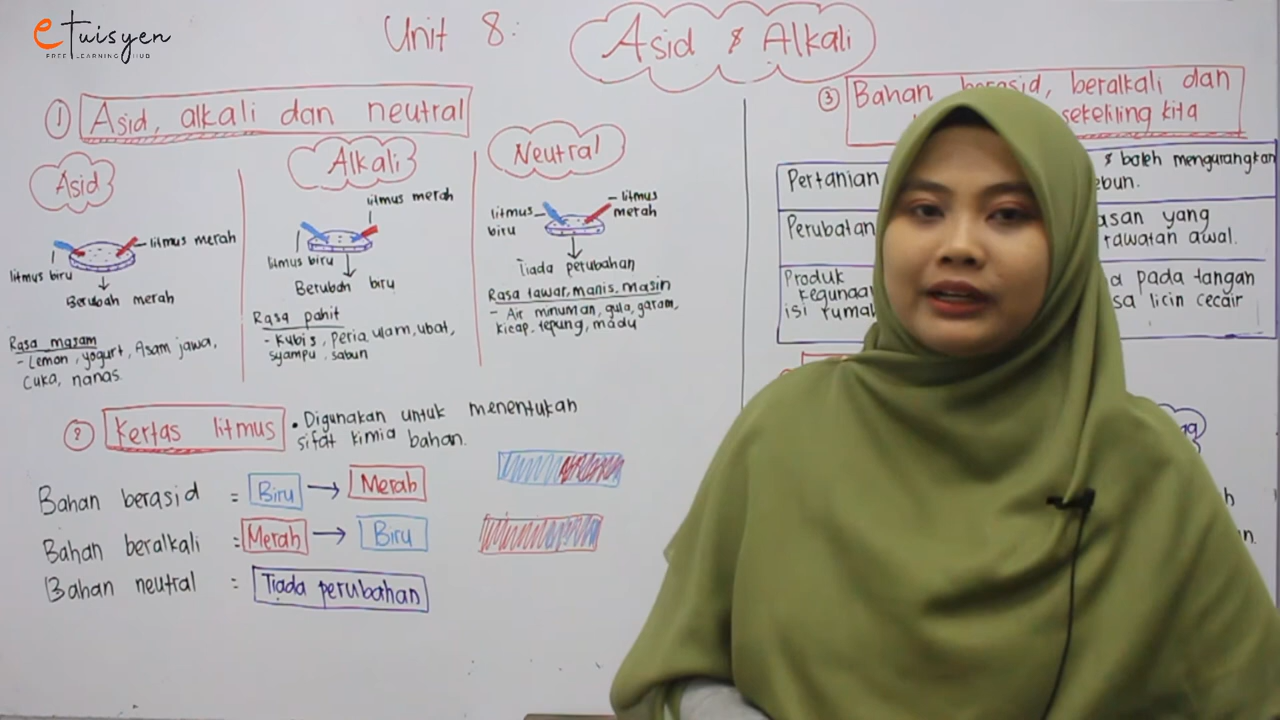 eTuisyen
FREE LEARNING HUB
Unit 8:
Asid & Alkali
① Asid, alkali dan neutral
Asid
litmus merah
litmus biru
Berubah merah
Rasa masam
- Lemon, yogurt, Asam jawa,
Cuka, nanas.
Alkali
litmus merah
litmus biru
Berubah biru
Rasa pahit
- Kubis, Peria ulam, ubat,
syampu, sabun
Neutral
litmus
biru
litmus
merah
Tiada perubahan
Rasa tawar, manis, masin
- Air minuman, gula, garam,
kicap, tepung, madu
② Kertas litmus
• Digunakan untuk menentukan
sifat kimia bahan.
Bahan berasid = Biru → Merah
Bahan beralkali = Merah → Biru
Bahan neutral = Tiada perubahan
③ Bahan berasid, beralkali dan
sekeliling kita
Pertanian
& boleh mengurangkan
Perubatan
yang
rawatan awal.
Produk
isi
pada tangan
licin cecair